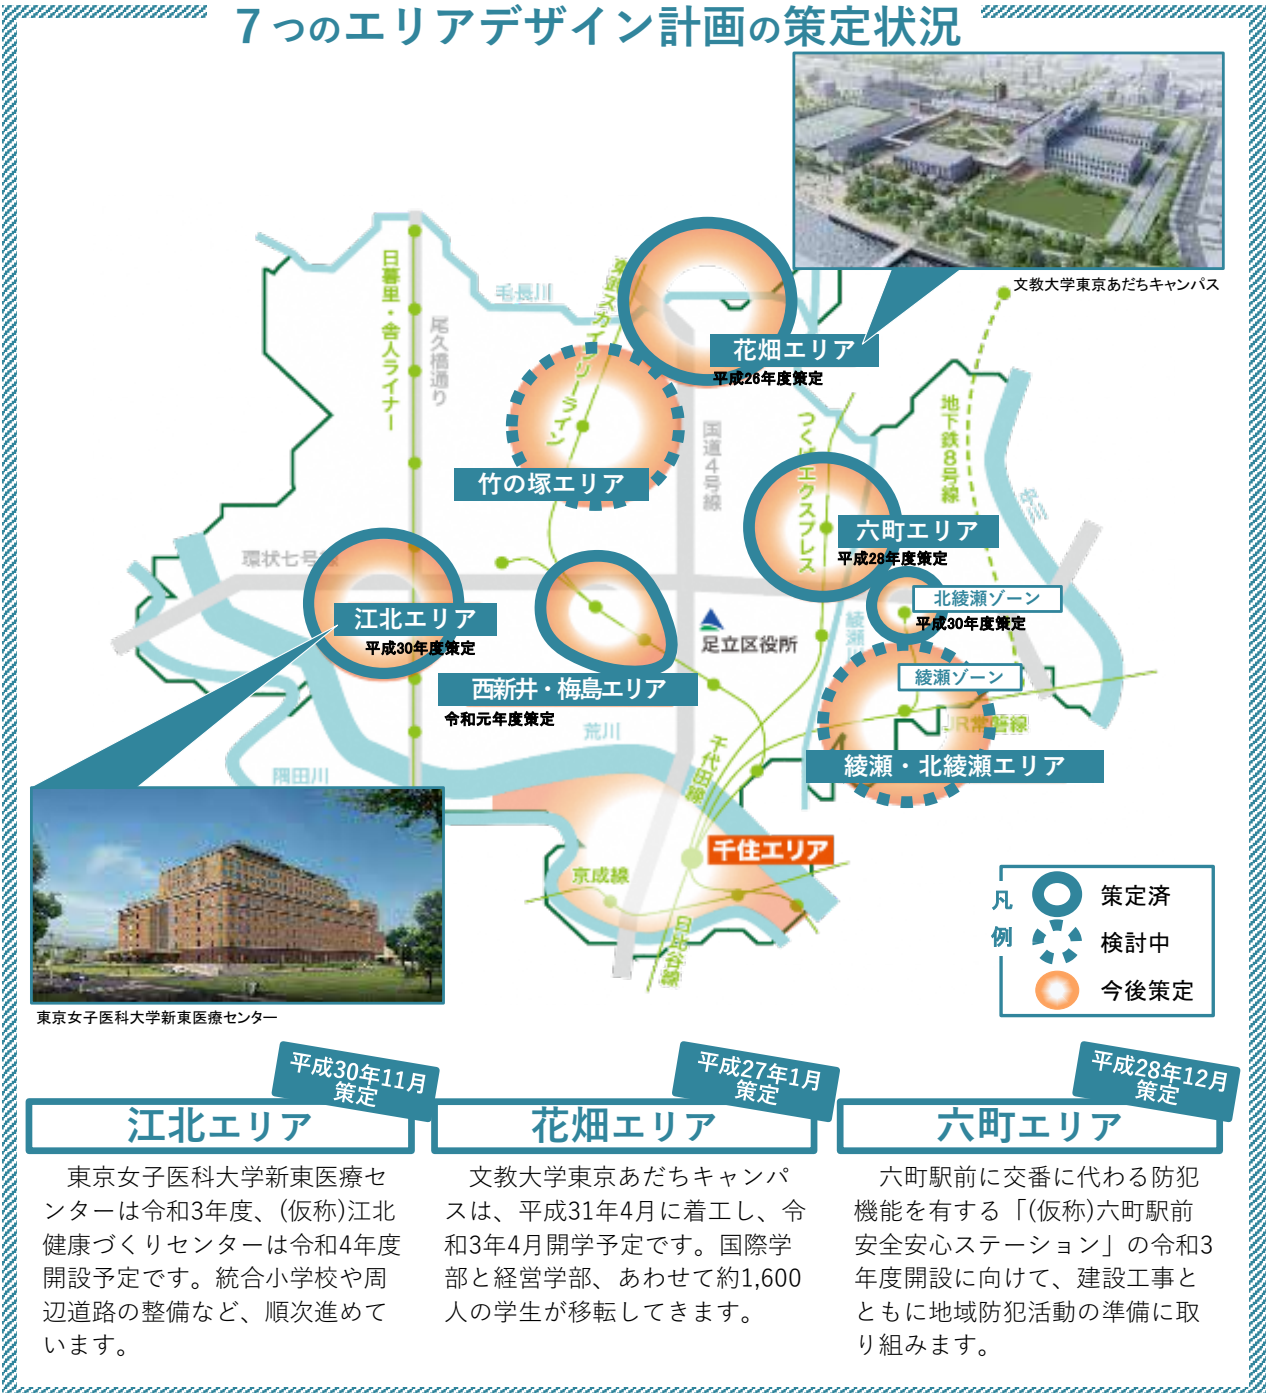 7つのエリアデザイン計画の策定状況
文教大学東京あだちキャンパス
日暮里・舎人ライナー
尾久橋通り
毛長川
東武スカイツリーライン
花畑エリア
平成26年度策定
国道4号線
つくばエクスプレス
地下鉄8号線
中川
竹の塚エリア
六町エリア
平成28年度策定
環状七号線
江北エリア
平成30年度策定
北綾瀬ゾーン
平成30年度策定
足立区役所
綾瀬川
綾瀬ゾーン
西新井・梅島エリア
令和元年度策定
JR常磐線
荒川
千代田線
綾瀬・北綾瀬エリア
隅田川
千住エリア
京成線
日比谷線
凡例
策定済
検討中
今後策定
東京女子医科大学新東医療センター
平成30年11月
策定
江北エリア
東京女子医科大学新東医療セ
ンターは令和3年度、(仮称)江北
健康づくりセンターは令和4年度
開設予定です。統合小学校や周
辺道路の整備など、順次進めて
います。
平成27年1月
策定
花畑エリア
文教大学東京あだちキャンパ
スは、平成31年4月に着工し、令
和3年4月開学予定です。国際学
部と経営学部、あわせて約1,600
人の学生が移転してきます。
平成28年12月
策定
六町エリア
六町駅前に交番に代わる防犯
機能を有する「(仮称)六町駅前
安全安心ステーション」の令和3
年度開設に向けて、建設工事と
ともに地域防犯活動の準備に取
り組みます。